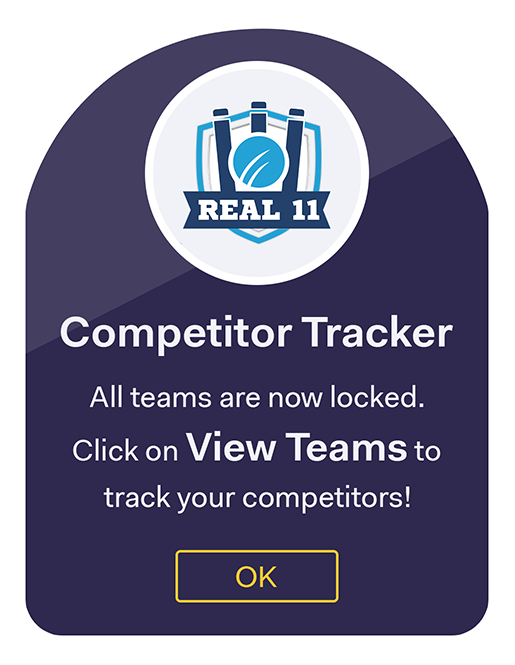 REAL 11
Competitor Tracker
All teams are now locked.
Click on View Teams to
track your competitors!
OK